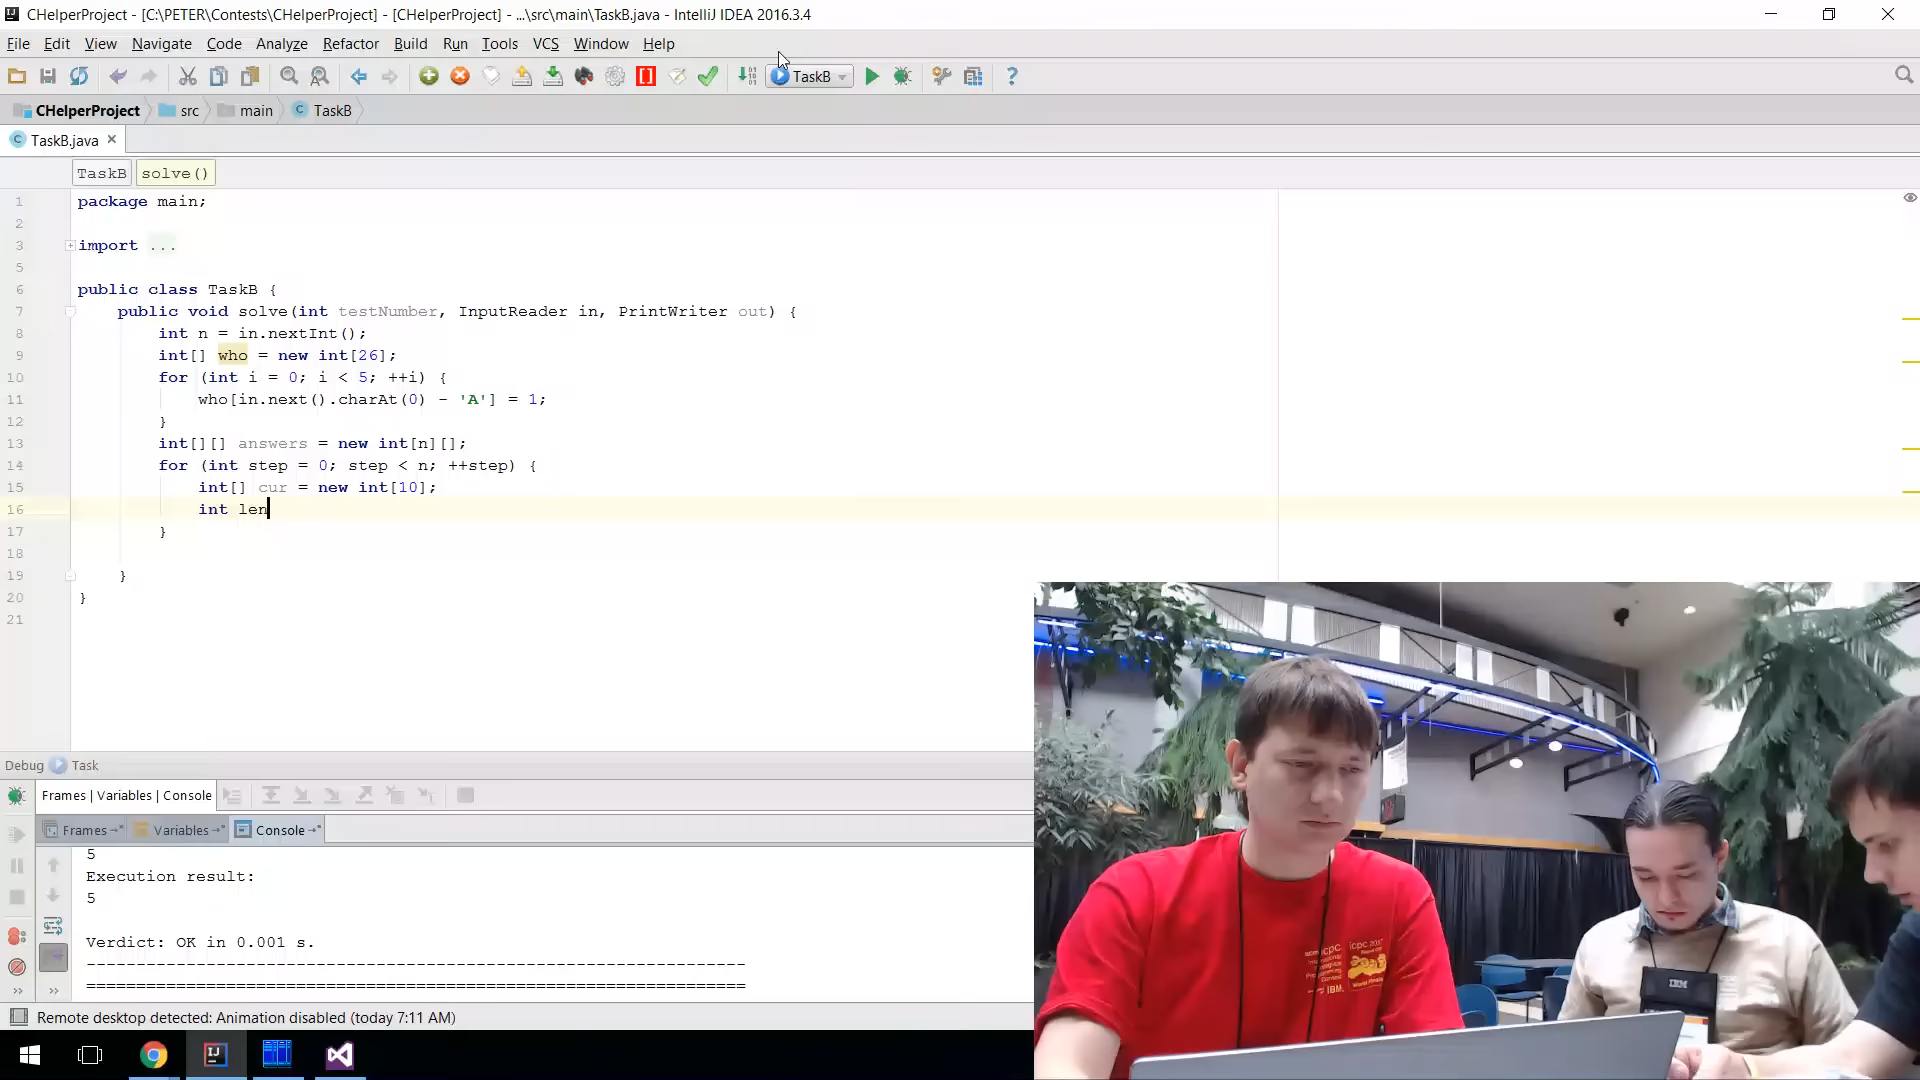 CHelperProject - [C:\PETER\Contests\CHelperProject] - [CHelperProject] - ...\src\main\TaskB.java - IntelliJ IDEA 2016.3.4
File Edit View Navigate Code Analyze Refactor Build Run Tools VCS Window Help
TaskB
CHelperProject src main TaskB
TaskB.java
TaskB solve()
1 package main;
2
3 import ...
5
6 public class TaskB {
7 public void solve(int testNumber, InputReader in, PrintWriter out) {
8 int n = in.nextInt();
9 int[] who = new int[26];
10 for (int i = 0; i < 5; ++i) {
11 who[in.next().charAt(0) - 'A'] = 1;
12 }
13 int[][] answers = new int[n][];
14 for (int step = 0; step < n; ++step) {
15 int[] cur = new int[10];
16 int len
17 }
18
19 }
20 }
21
Debug Task
Frames | Variables | Console
Frames Variables Console
5
Execution result:
5
Verdict: OK in 0.001 s.
------------------------------------------------------------------
==================================================================
Remote desktop detected: Animation disabled (today 7:11 AM)
icpc
IBM.
IBM